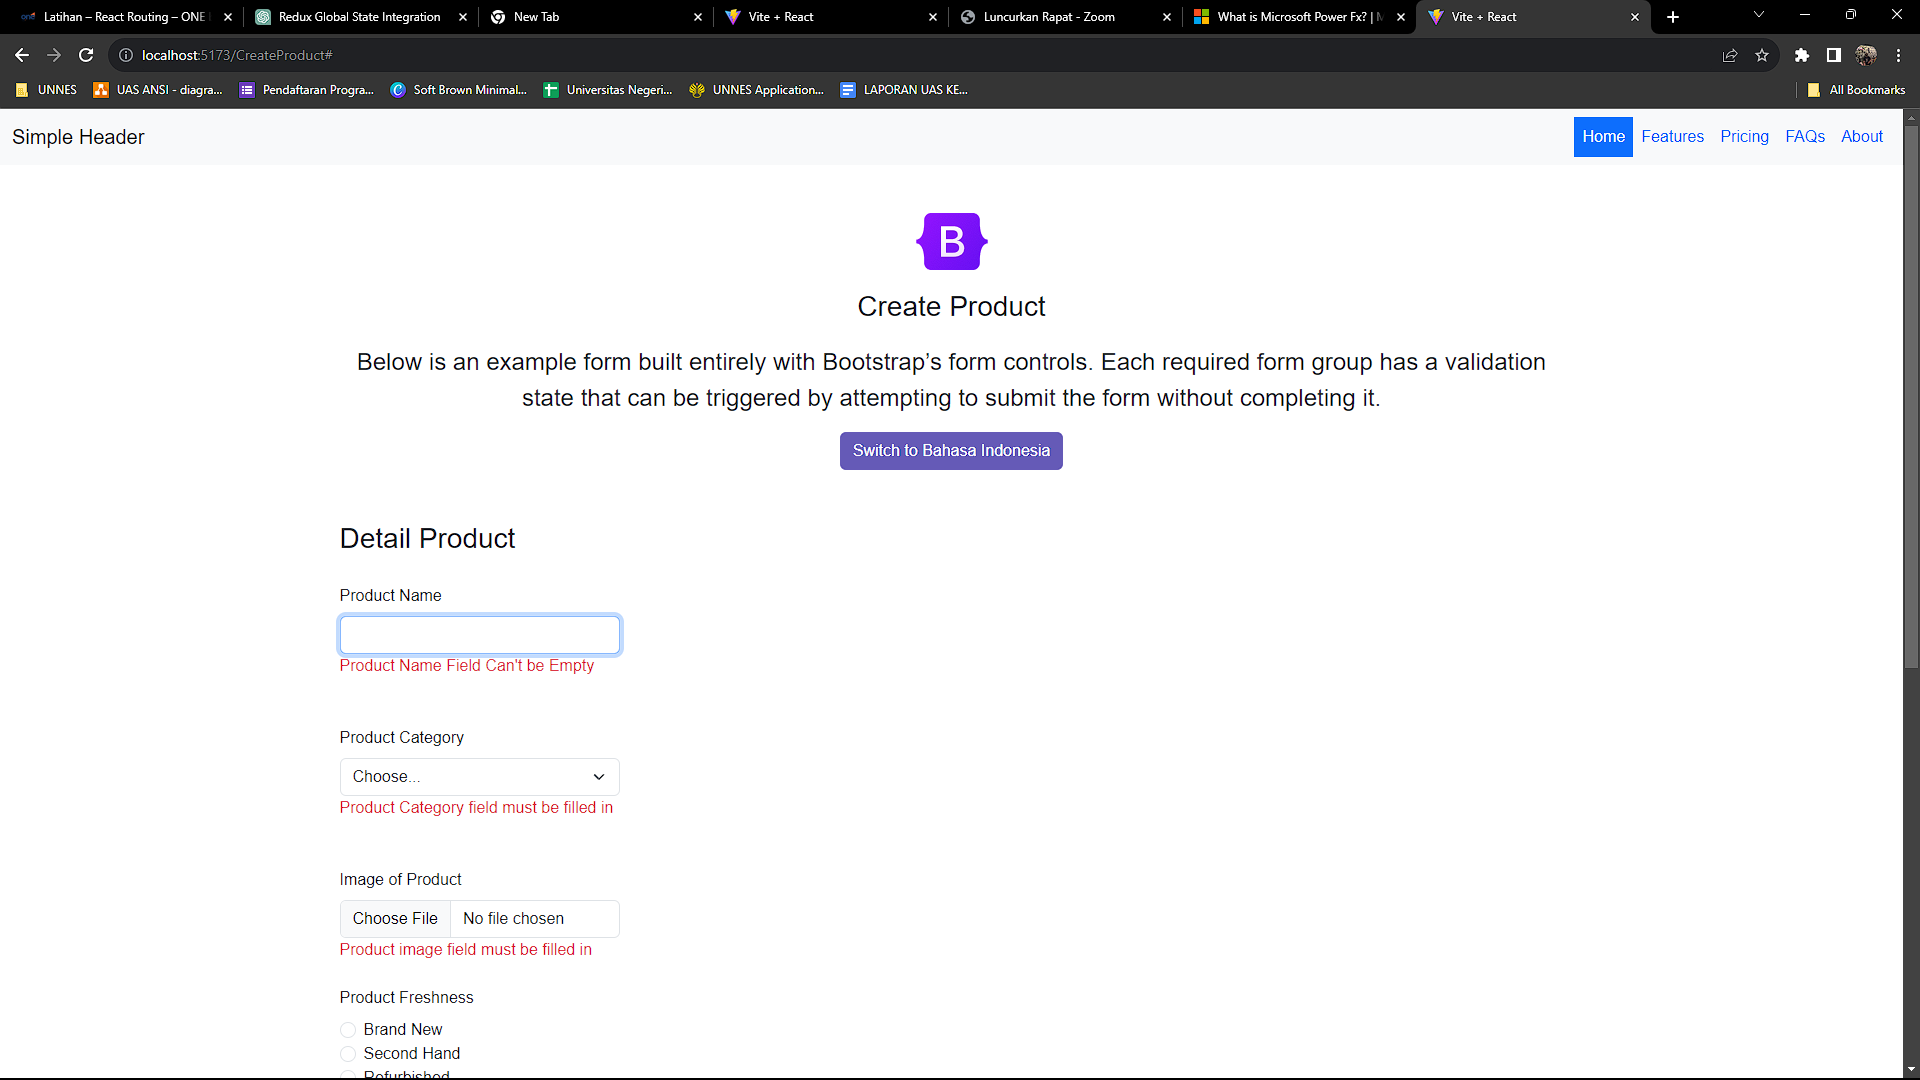 Latihan – React Routing – ONE
Redux Global State Integration
New Tab
Vite + React
Luncurkan Rapat - Zoom
What is Microsoft Power Fx? |
Vite + React
localhost:5173/CreateProduct#
UNNES
UAS ANSI - diagra...
Pendaftaran Progra...
Soft Brown Minimal...
Universitas Negeri...
UNNES Application...
LAPORAN UAS KE...
All Bookmarks
Simple Header
Home
Features
Pricing
FAQs
About
B
Create Product
Below is an example form built entirely with Bootstrap’s form controls. Each required form group has a validation
state that can be triggered by attempting to submit the form without completing it.
Switch to Bahasa Indonesia
Detail Product
Product Name
Product Name Field Can't be Empty
Product Category
Choose...
Product Category field must be filled in
Image of Product
Choose File
No file chosen
Product image field must be filled in
Product Freshness
Brand New
Second Hand
Refurbished